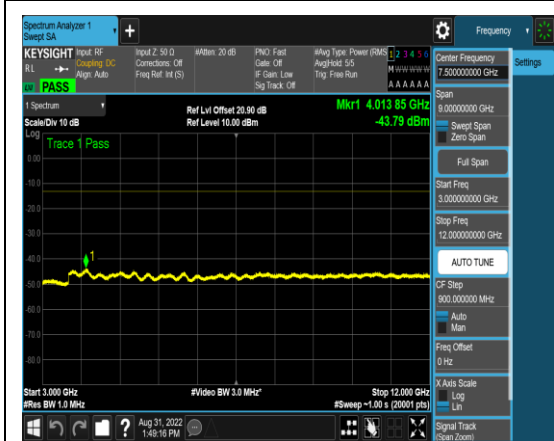 Spectrum Analyzer 1
Swept SA
+
Frequency
KEYSIGHT
RL
PASS
Input: RF
Coupling: DC
Align: Auto
Input Z: 50 Ω
Corrections: Off
Freq Ref: Int (S)
#Atten: 20 dB
PNO: Fast
Gate: Off
IF Gain: Low
Sig Track: Off
#Avg Type: Power (RMS)
Avg|Hold: 5/5
Trig: Free Run
1 2 3 4 5 6
M W W W W W
A A A A A A
1 Spectrum
Scale/Div 10 dB
Ref Lvl Offset 20.90 dB
Ref Level 10.00 dBm
Mkr1 4.013 85 GHz
-43.79 dBm
Log
Trace 1 Pass
0.00
-10.0
-20.0
-30.0
-40.0
-50.0
-60.0
-70.0
-80.0
1
Start 3.000 GHz
#Res BW 1.0 MHz
#Video BW 3.0 MHz*
Stop 12.000 GHz
#Sweep ~1.00 s (20001 pts)
Center Frequency
7.500000000 GHz
Settings
Span
9.00000000 GHz
Swept Span
Zero Span
Full Span
Start Freq
3.000000000 GHz
Stop Freq
12.000000000 GHz
AUTO TUNE
CF Step
900.000000 MHz
Auto
Man
Freq Offset
0 Hz
X Axis Scale
Log
Lin
Signal Track
(Span Zoom)
?
Aug 31, 2022
1:49:16 PM